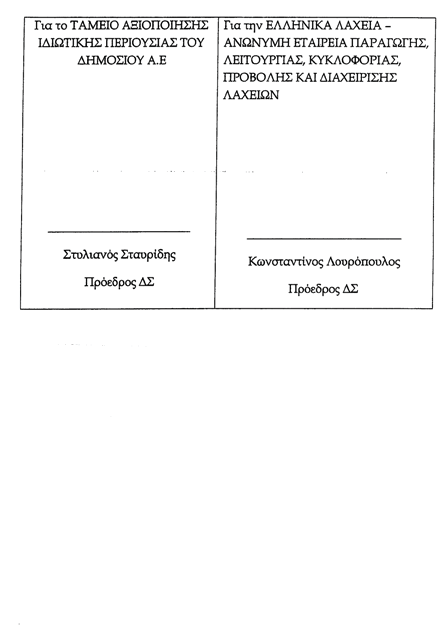 Για το ΤΑΜΕΙΟ ΑΞΙΟΠΟΙΗΣΗΣ
ΙΔΙΩΤΙΚΗΣ ΠΕΡΙΟΥΣΙΑΣ ΤΟΥ
ΔΗΜΟΣΙΟΥ Α.Ε
Στυλιανός Σταυρίδης
Πρόεδρος ΔΣ
Για την ΕΛΛΗΝΙΚΑ ΛΑΧΕΙΑ –
ΑΝΩΝΥΜΗ ΕΤΑΙΡΕΙΑ ΠΑΡΑΓΩΓΗΣ,
ΛΕΙΤΟΥΡΓΙΑΣ, ΚΥΚΛΟΦΟΡΙΑΣ,
ΠΡΟΒΟΛΗΣ ΚΑΙ ΔΙΑΧΕΙΡΙΣΗΣ
ΛΑΧΕΙΩΝ
Κωνσταντίνος Λουρόπουλος
Πρόεδρος ΔΣ